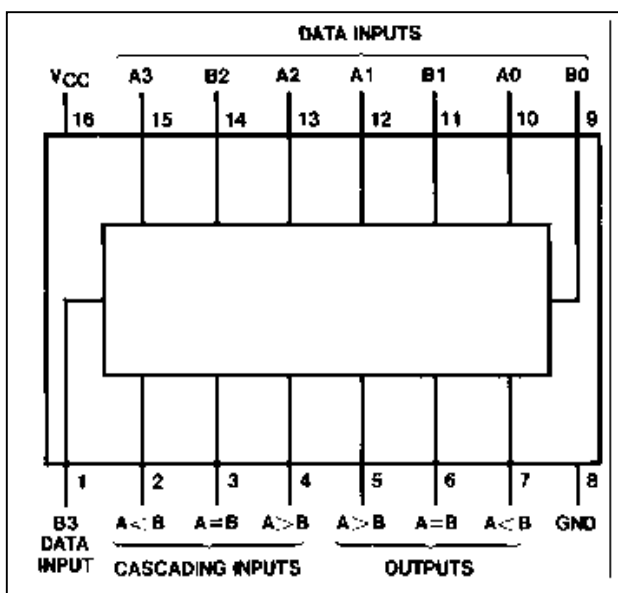 DATA INPUTS
VCC A3 B2 A2 A1 B1 A0 B0
16 15 14 13 12 11 10 9
1 2 3 4 5 6 7 8
B3 A<B A=B A>B A>B A=B A<B GND
DATA
INPUT CASCADING INPUTS OUTPUTS